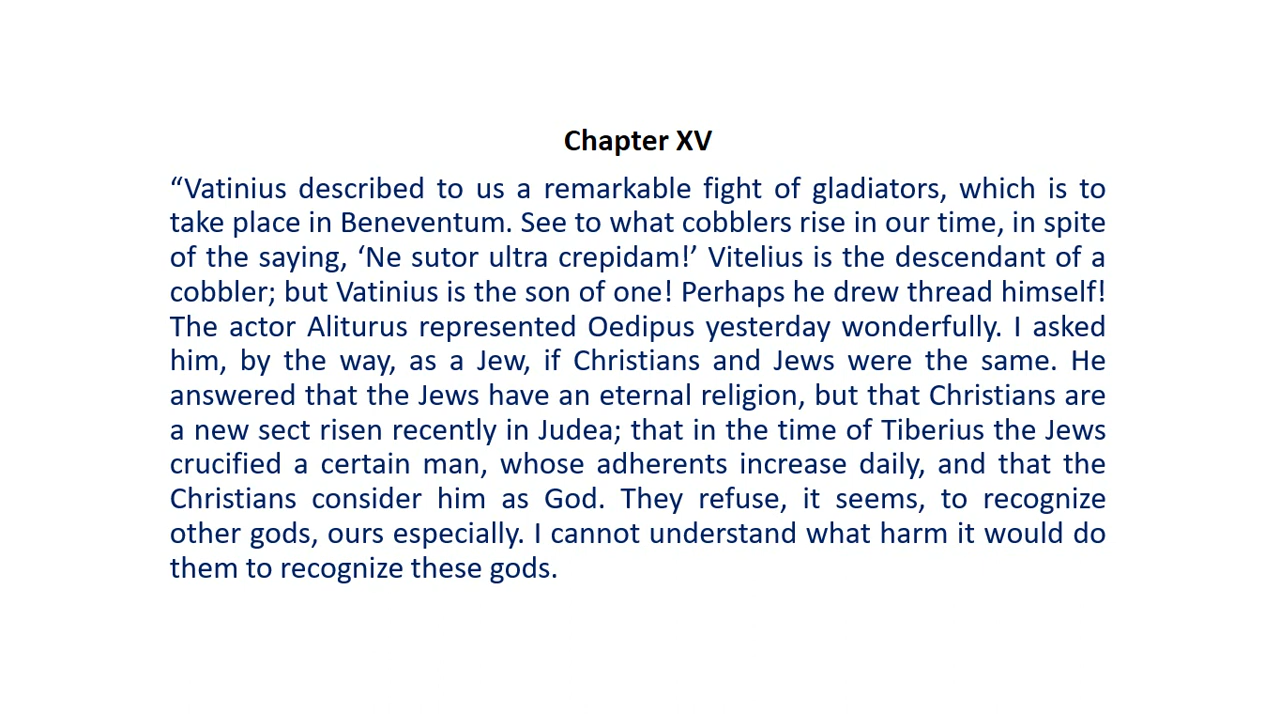 Chapter XV
“Vatinius described to us a remarkable fight of gladiators, which is to
take place in Beneventum. See to what cobblers rise in our time, in spite
of the saying, ‘Ne sutor ultra crepidam!’ Vitelius is the descendant of a
cobbler; but Vatinius is the son of one! Perhaps he drew thread himself!
The actor Aliturus represented Oedipus yesterday wonderfully. I asked
him, by the way, as a Jew, if Christians and Jews were the same. He
answered that the Jews have an eternal religion, but that Christians are
a new sect risen recently in Judea; that in the time of Tiberius the Jews
crucified a certain man, whose adherents increase daily, and that the
Christians consider him as God. They refuse, it seems, to recognize
other gods, ours especially. I cannot understand what harm it would do
them to recognize these gods.